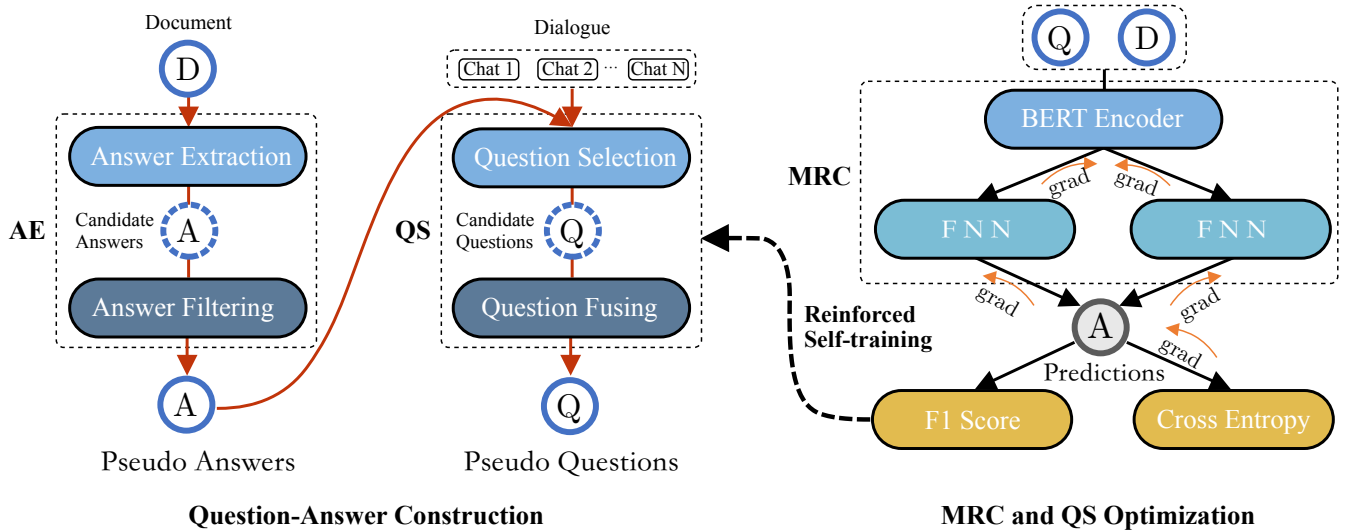 Document
D
Answer Extraction
Candidate
Answers
A
AE
Answer Filtering
A
Pseudo Answers
Dialogue
Chat 1
Chat 2
...
Chat N
Question Selection
Candidate
Questions
Q
QS
Question Fusing
Q
Pseudo Questions
Question-Answer Construction
Reinforced
Self-training
Q
D
BERT Encoder
MRC
grad
grad
F N N
F N N
grad
grad
A
Predictions
grad
F1 Score
Cross Entropy
MRC and QS Optimization